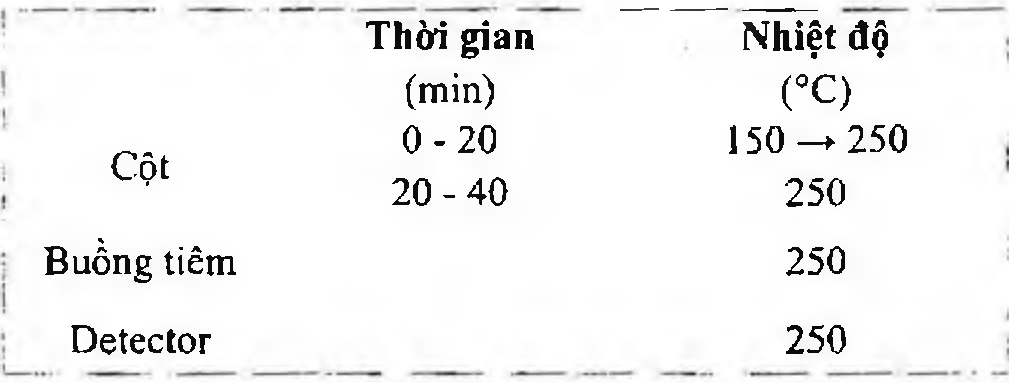 Thời gian Nhiệt độ
(min) (°C)
Cột 0 - 20 150 → 250
20 - 40 250
Buồng tiêm 250
Detector 250